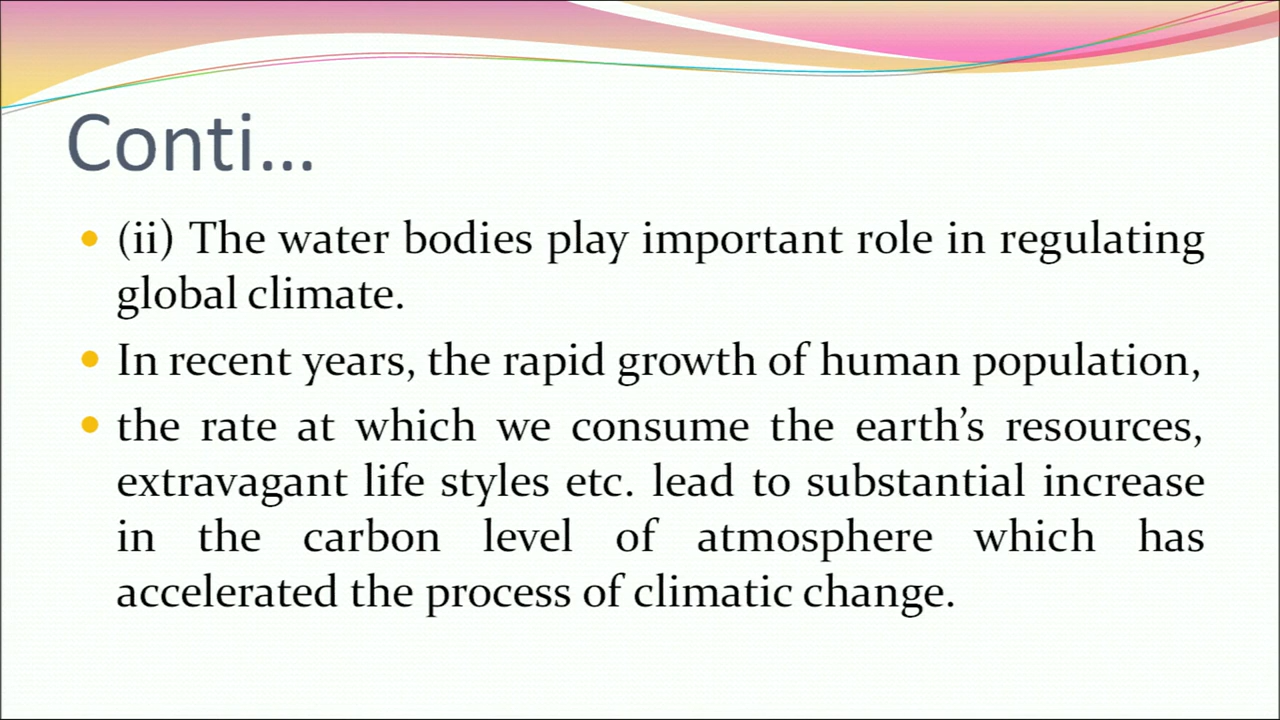 Conti...
• (ii) The water bodies play important role in regulating
global climate.
• In recent years, the rapid growth of human population,
• the rate at which we consume the earth’s resources,
extravagant life styles etc. lead to substantial increase
in the carbon level of atmosphere which has
accelerated the process of climatic change.